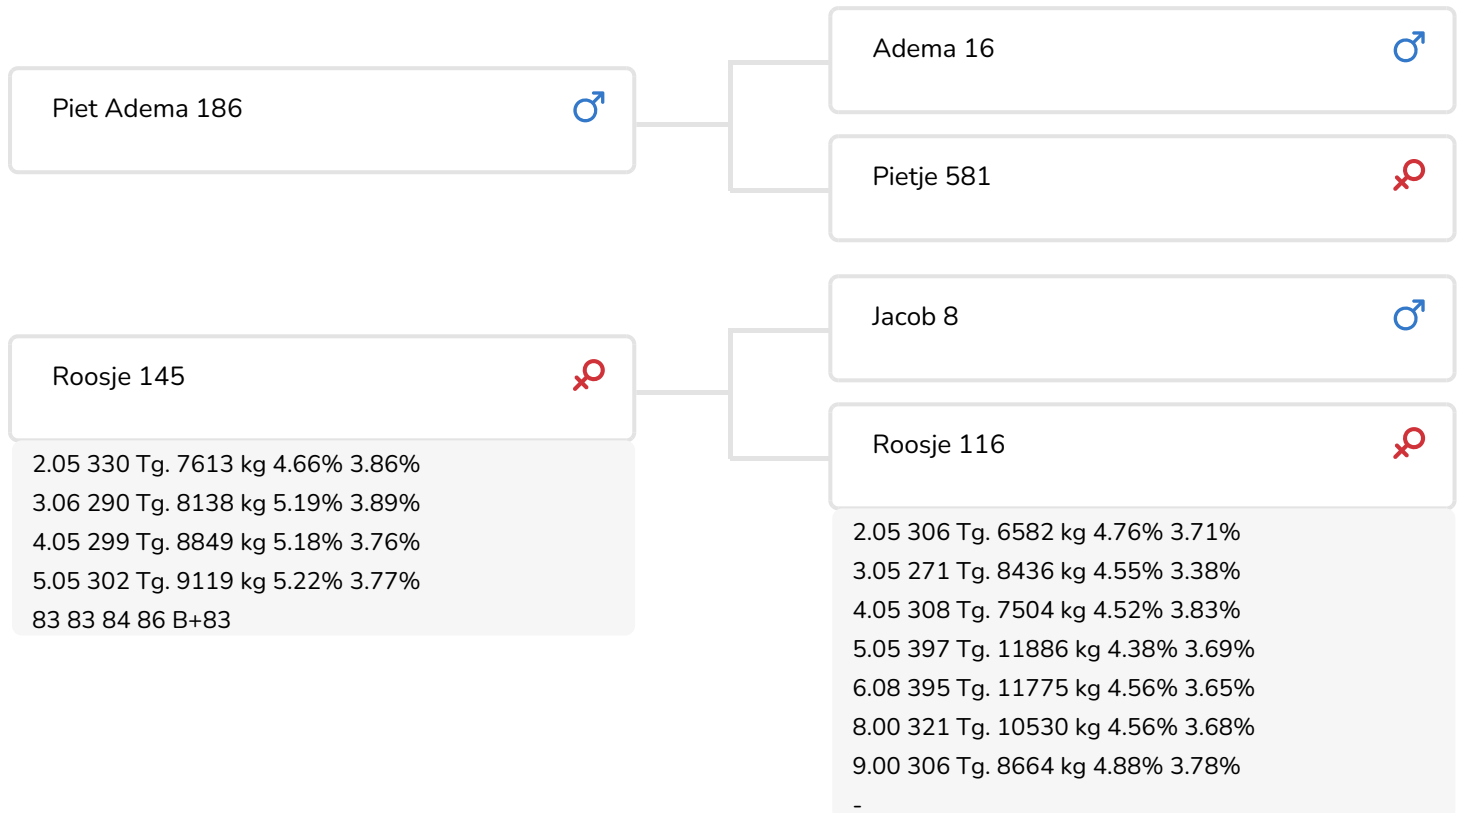 Piet Adema 186
Adema 16
Pietje 581
Roosje 145
2.05 330 Tg. 7613 kg 4.66% 3.86%
3.06 290 Tg. 8138 kg 5.19% 3.89%
4.05 299 Tg. 8849 kg 5.18% 3.76%
5.05 302 Tg. 9119 kg 5.22% 3.77%
83 83 84 86 B+83
Jacob 8
Roosje 116
2.05 306 Tg. 6582 kg 4.76% 3.71%
3.05 271 Tg. 8436 kg 4.55% 3.38%
4.05 308 Tg. 7504 kg 4.52% 3.83%
5.05 397 Tg. 11886 kg 4.38% 3.69%
6.08 395 Tg. 11775 kg 4.56% 3.65%
8.00 321 Tg. 10530 kg 4.56% 3.68%
9.00 306 Tg. 8664 kg 4.88% 3.78%
-